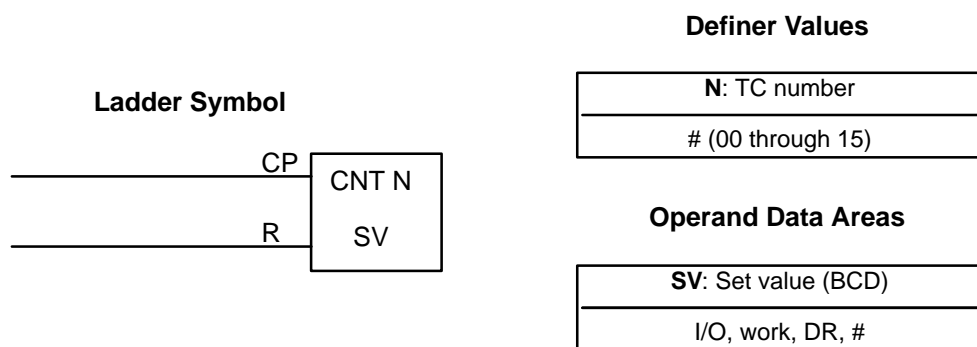 Ladder Symbol
CP
CNT N
R
SV
Definer Values
N: TC number
# (00 through 15)
Operand Data Areas
SV: Set value (BCD)
I/O, work, DR, #